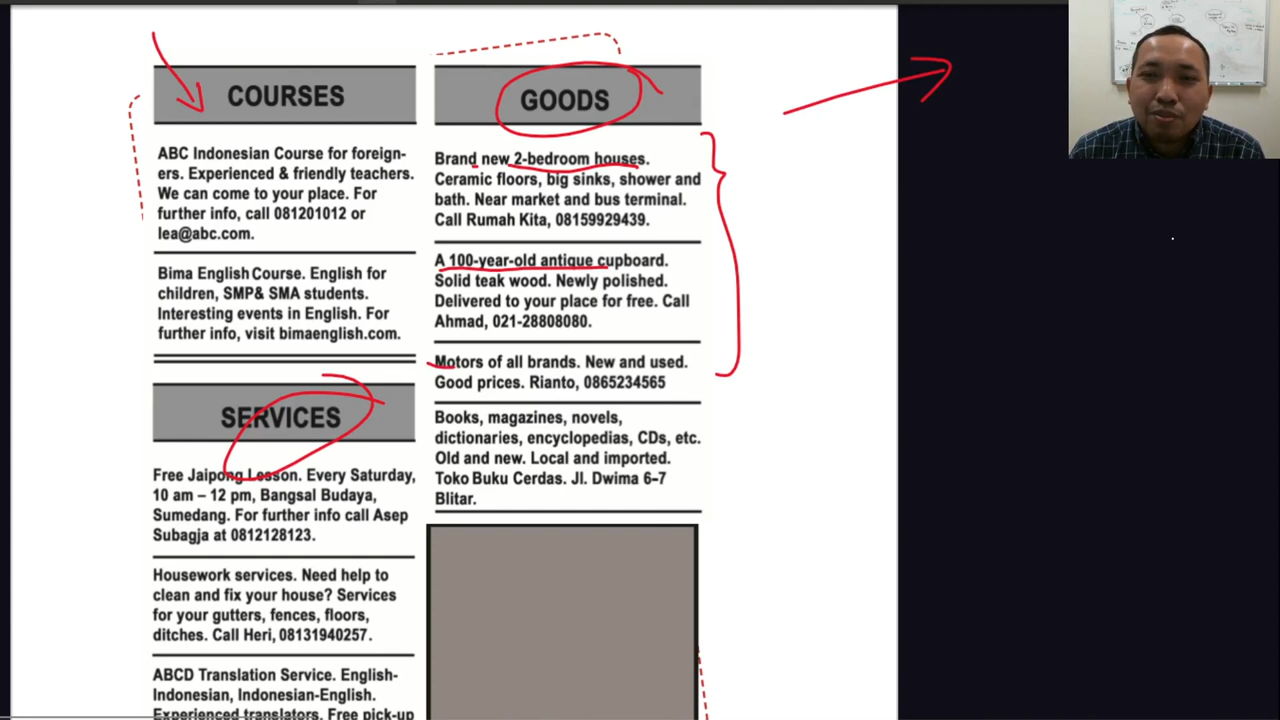 COURSES
ABC Indonesian Course for foreign-
ers. Experienced & friendly teachers.
We can come to your place. For
further info, call 081201012 or
lea@abc.com.
Bima English Course. English for
children, SMP& SMA students.
Interesting events in English. For
further info, visit bimaenglish.com.
SERVICES
Free Jaipong Lesson. Every Saturday,
10 am – 12 pm, Bangsal Budaya,
Sumedang. For further info call Asep
Subagja at 0812128123.
Housework services. Need help to
clean and fix your house? Services
for your gutters, fences, floors,
ditches. Call Heri, 08131940257.
ABCD Translation Service. English-
Indonesian, Indonesian-English.
Experienced translators. Free pick-up
GOODS
Brand new 2-bedroom houses.
Ceramic floors, big sinks, shower and
bath. Near market and bus terminal.
Call Rumah Kita, 08159929439.
A 100-year-old antique cupboard.
Solid teak wood. Newly polished.
Delivered to your place for free. Call
Ahmad, 021-28808080.
Motors of all brands. New and used.
Good prices. Rianto, 0865234565
Books, magazines, novels,
dictionaries, encyclopedias, CDs, etc.
Old and new. Local and imported.
Toko Buku Cerdas. Jl. Dwima 6–7
Blitar.